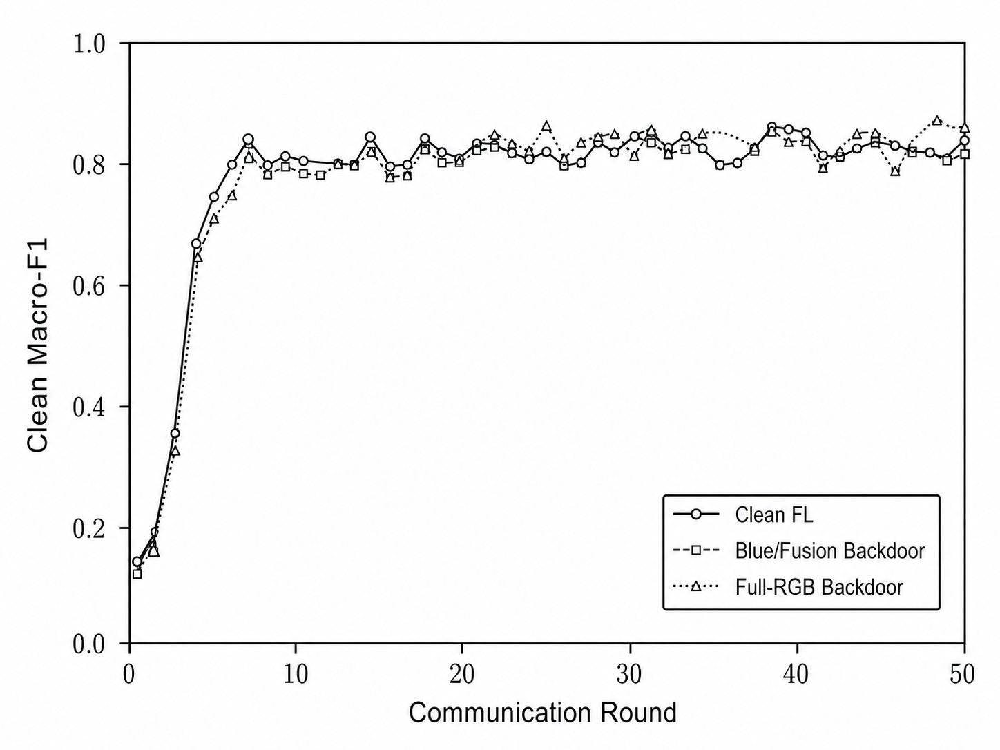 1.0
0.8
0.6
0.4
0.2
0.0
Clean Macro-F1
0 10 20 30 40 50
Communication Round
Clean FL
Blue/Fusion Backdoor
Full-RGB Backdoor